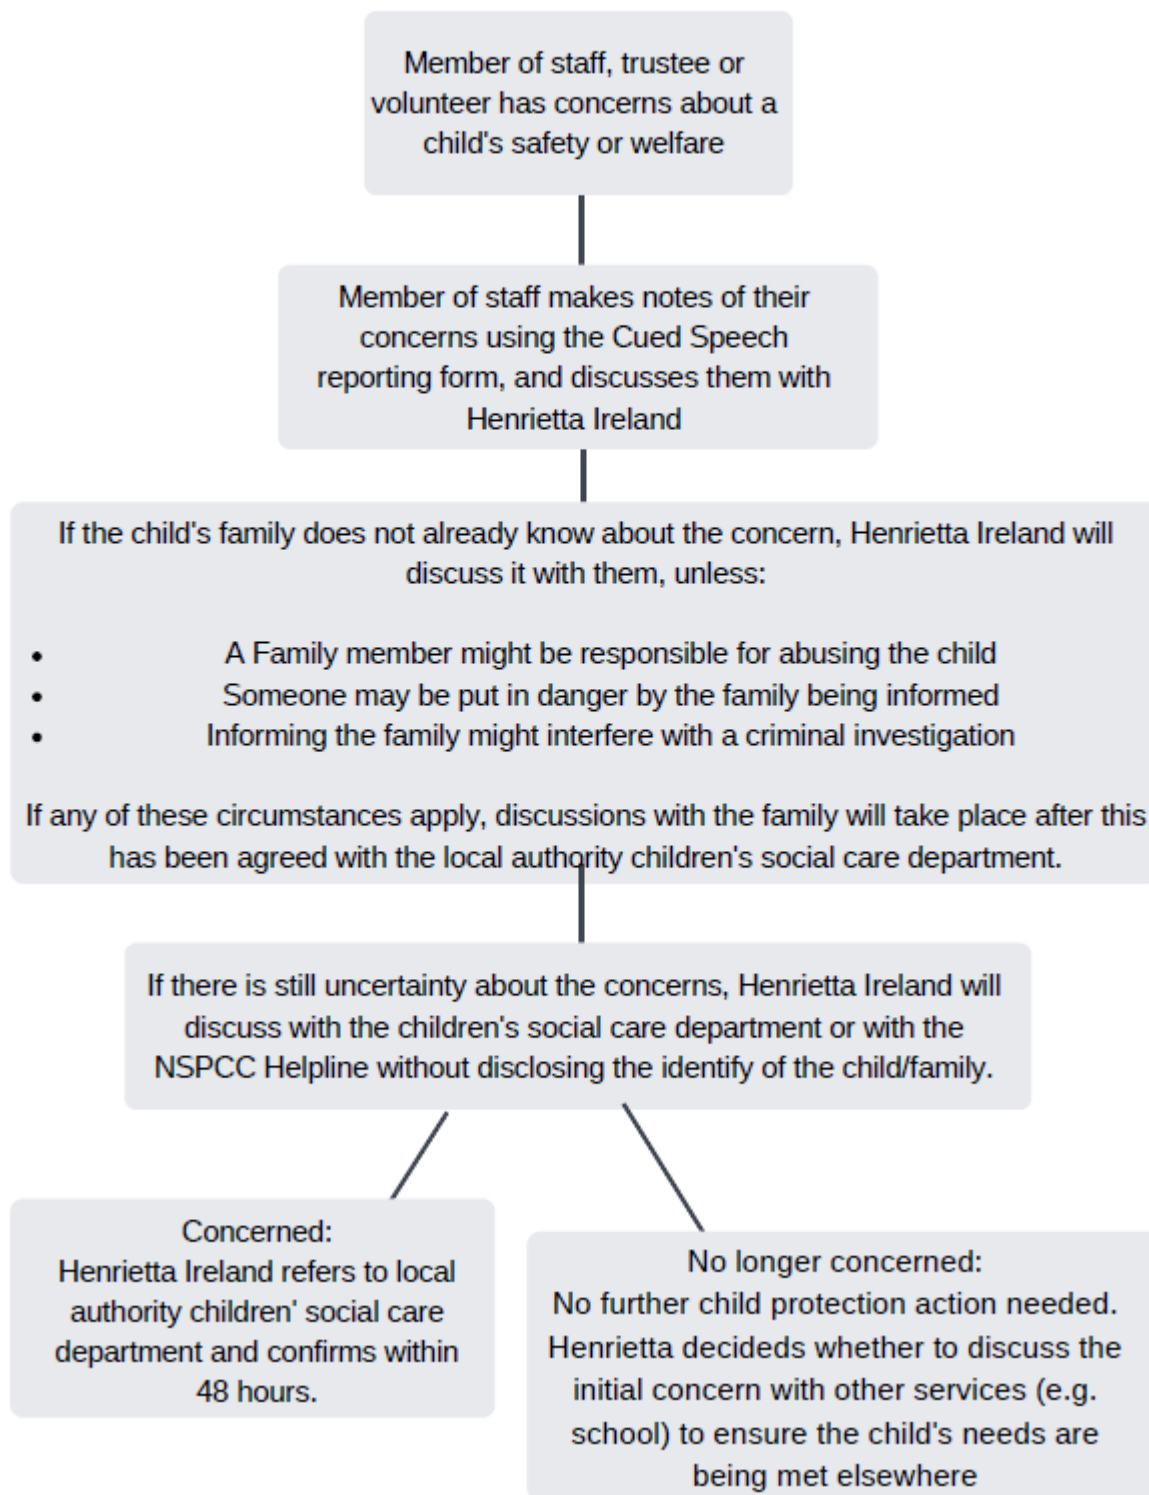 Member of staff, trustee or
volunteer has concerns about a
child's safety or welfare
Member of staff makes notes of their
concerns using the Cued Speech
reporting form, and discusses them with
Henrietta Ireland
If the child's family does not already know about the concern, Henrietta Ireland will
discuss it with them, unless:
• A Family member might be responsible for abusing the child
• Someone may be put in danger by the family being informed
• Informing the family might interfere with a criminal investigation
If any of these circumstances apply, discussions with the family will take place after this
has been agreed with the local authority children's social care department.
If there is still uncertainty about the concerns, Henrietta Ireland will
discuss with the children's social care department or with the
NSPCC Helpline without disclosing the identify of the child/family.
Concerned:
Henrietta Ireland refers to local
authority children' social care
department and confirms within
48 hours.
No longer concerned:
No further child protection action needed.
Henrietta decideds whether to discuss the
initial concern with other services (e.g.
school) to ensure the child's needs are
being met elsewhere